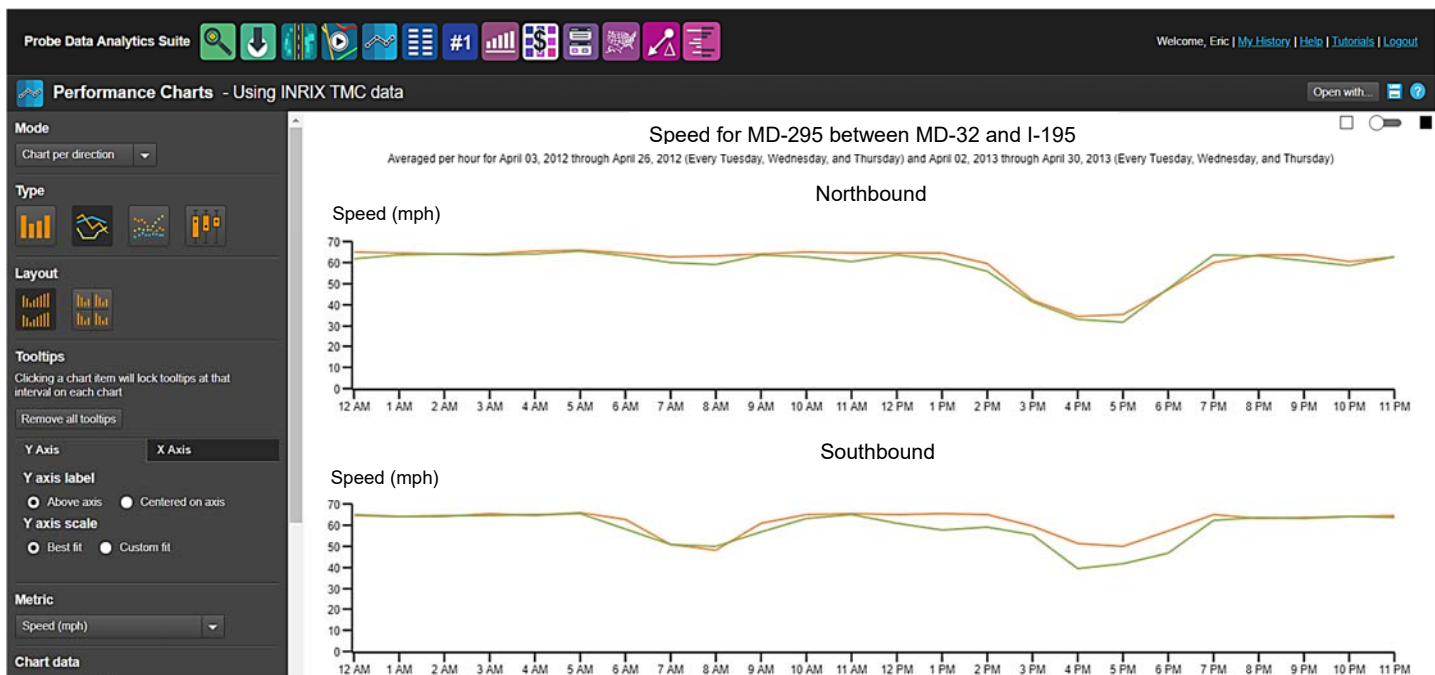 Probe Data Analytics Suite
#1
$
Welcome, Eric | My History | Help | Tutorials | Logout
Performance Charts - Using INRIX TMC data
Open with...
?
Mode
Chart per direction
Type
Layout
Tooltips
Clicking a chart item will lock tooltips at that
interval on each chart
Remove all tooltips
Y Axis X Axis
Y axis label
Above axis Centered on axis
Y axis scale
Best fit Custom fit
Metric
Speed (mph)
Chart data
Speed for MD-295 between MD-32 and I-195
Averaged per hour for April 03, 2012 through April 26, 2012 (Every Tuesday, Wednesday, and Thursday) and April 02, 2013 through April 30, 2013 (Every Tuesday, Wednesday, and Thursday)
Northbound
Speed (mph)
70
60
50
40
30
20
10
0
12 AM 1 AM 2 AM 3 AM 4 AM 5 AM 6 AM 7 AM 8 AM 9 AM 10 AM 11 AM 12 PM 1 PM 2 PM 3 PM 4 PM 5 PM 6 PM 7 PM 8 PM 9 PM 10 PM 11 PM
Southbound
Speed (mph)
70
60
50
40
30
20
10
0
12 AM 1 AM 2 AM 3 AM 4 AM 5 AM 6 AM 7 AM 8 AM 9 AM 10 AM 11 AM 12 PM 1 PM 2 PM 3 PM 4 PM 5 PM 6 PM 7 PM 8 PM 9 PM 10 PM 11 PM